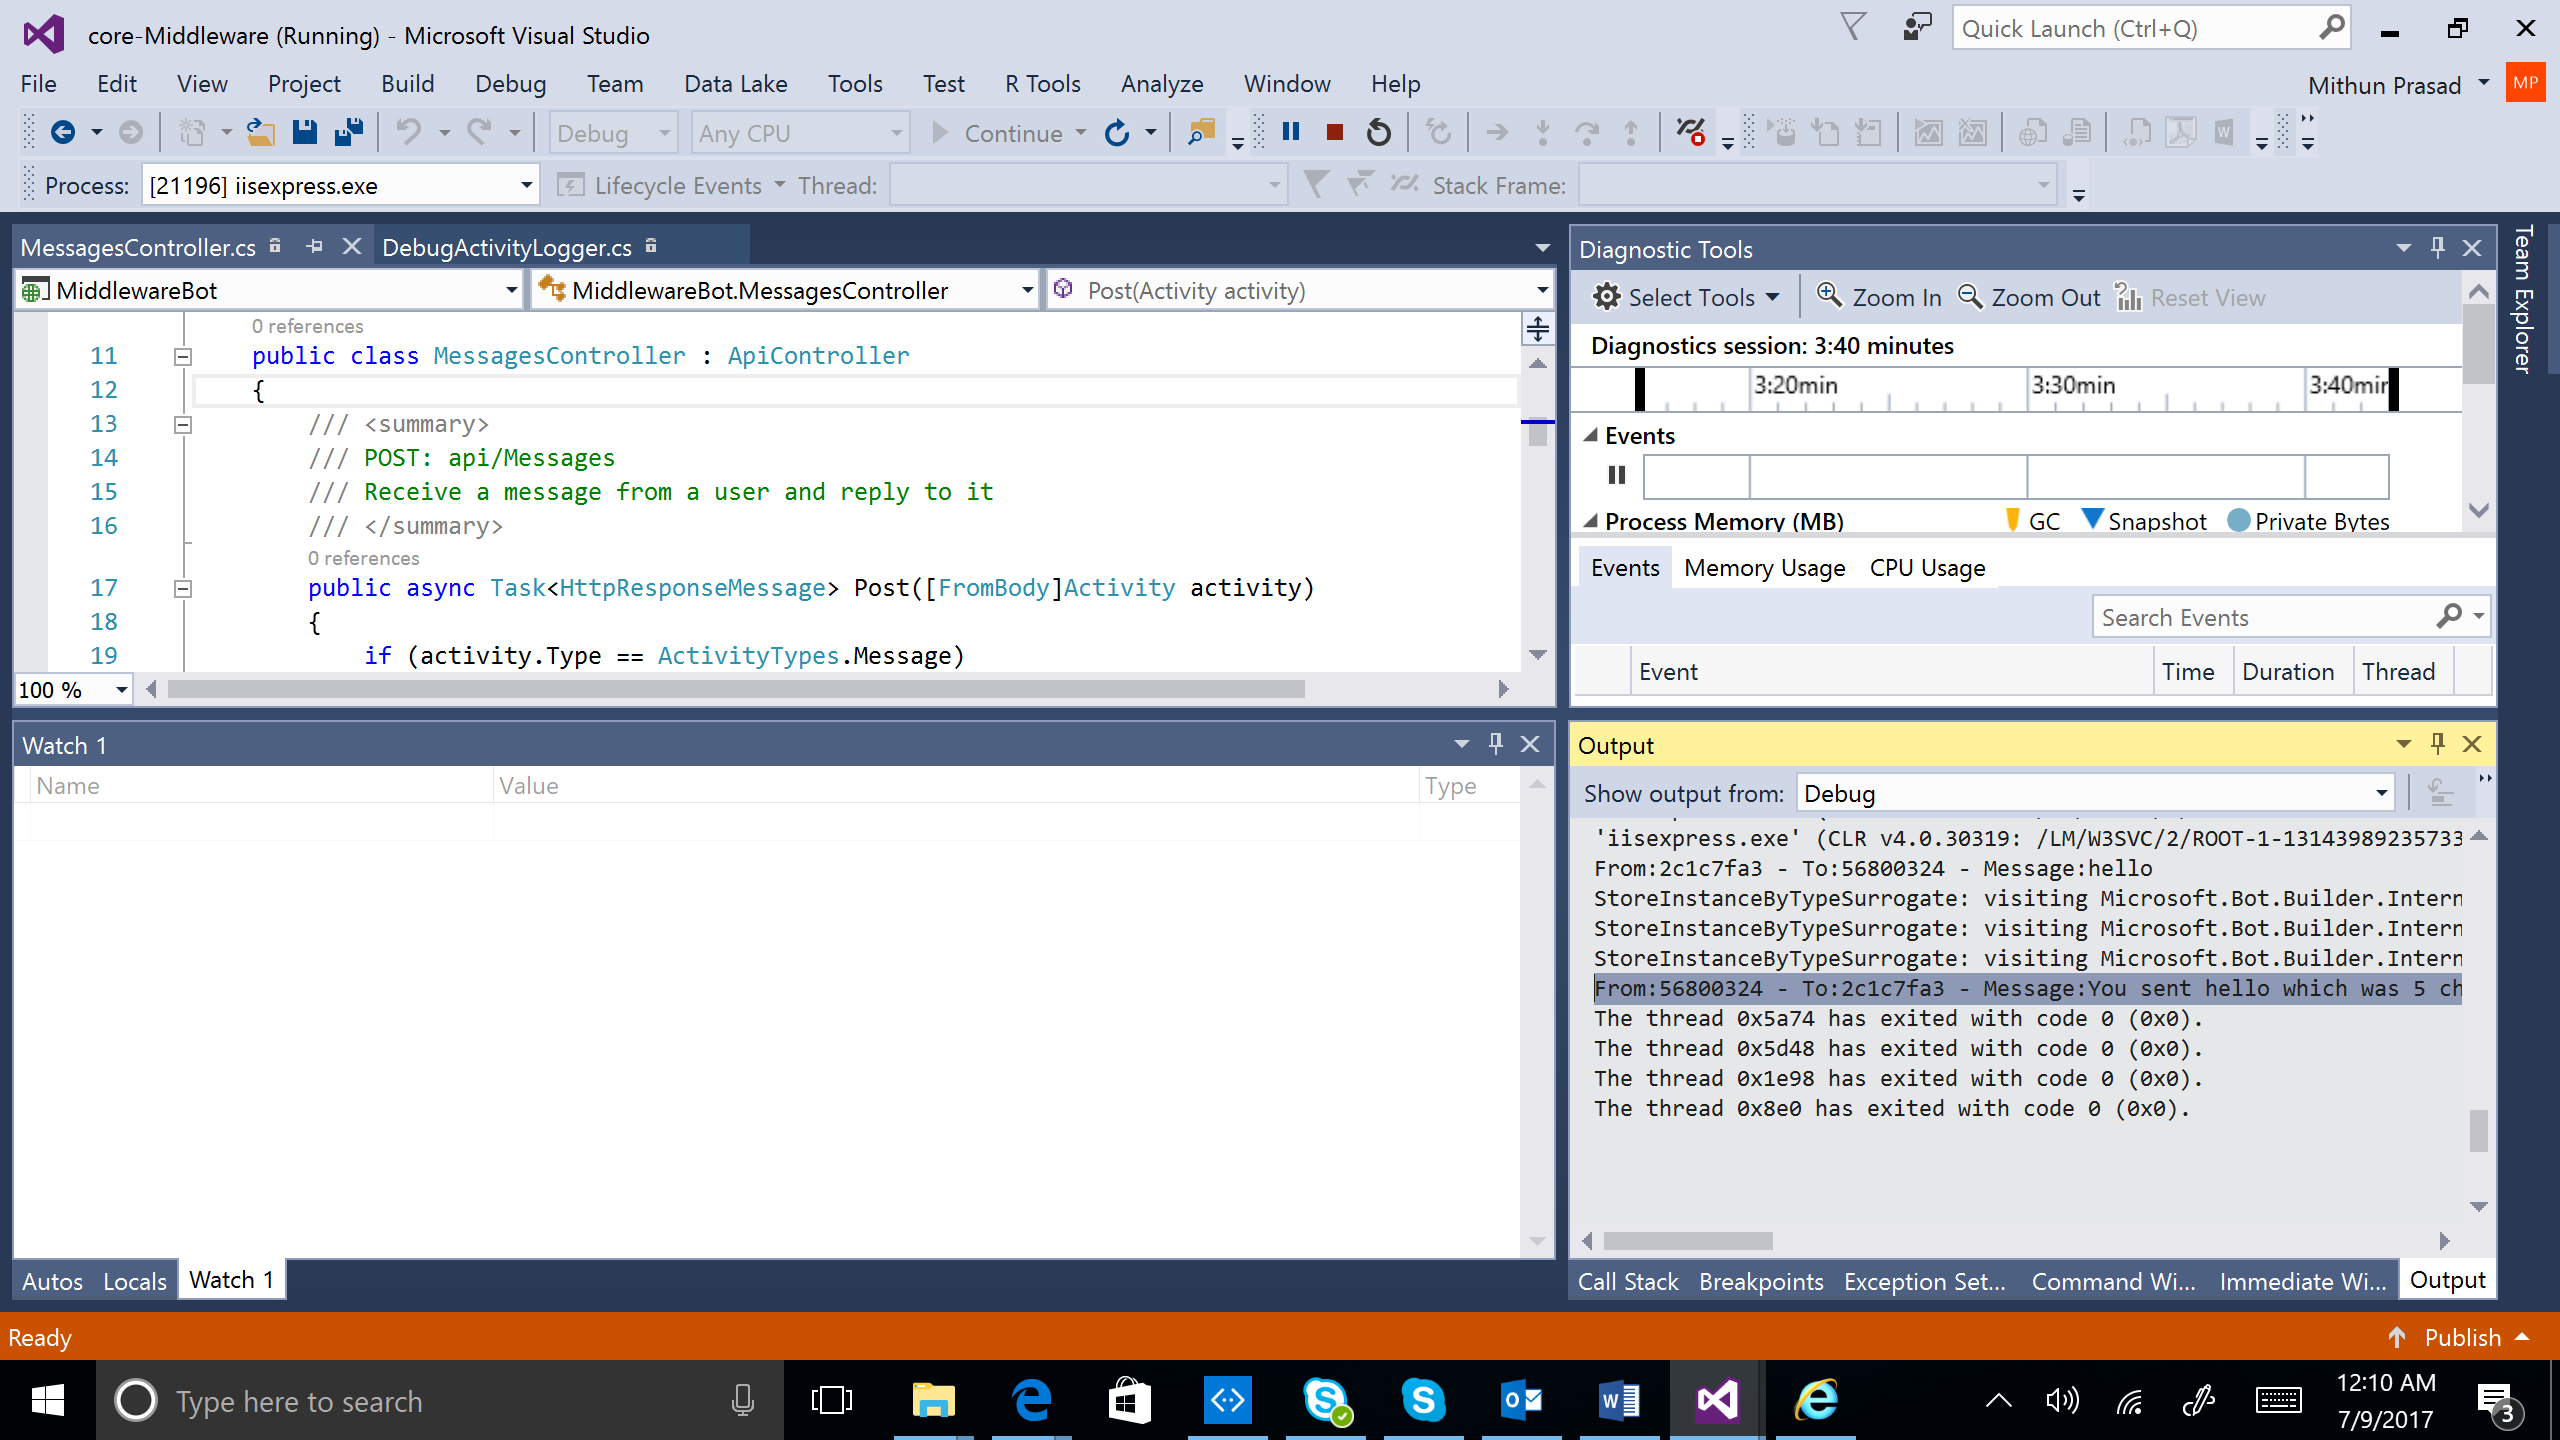 core-Middleware (Running) - Microsoft Visual Studio
Quick Launch (Ctrl+Q)
File Edit View Project Build Debug Team Data Lake Tools Test R Tools Analyze Window Help
Mithun Prasad MP
Debug Any CPU Continue
Process: [21196] iisexpress.exe Lifecycle Events Thread: Stack Frame:
MessagesController.cs DebugActivityLogger.cs
MiddlewareBot MiddlewareBot.MessagesController Post(Activity activity)
0 references
11 public class MessagesController : ApiController
12 {
13 /// <summary>
14 /// POST: api/Messages
15 /// Receive a message from a user and reply to it
16 /// </summary>
0 references
17 public async Task<HttpResponseMessage> Post([FromBody]Activity activity)
18 {
19 if (activity.Type == ActivityTypes.Message)
100 %
Diagnostic Tools
Select Tools Zoom In Zoom Out Reset View
Diagnostics session: 3:40 minutes
3:20min 3:30min 3:40min
Events
Process Memory (MB) GC Snapshot Private Bytes
Events Memory Usage CPU Usage
Search Events
Event Time Duration Thread
Team Explorer
Watch 1
Name Value Type
Autos Locals Watch 1
Output
Show output from: Debug
'iisexpress.exe' (CLR v4.0.30319: /LM/W3SVC/2/ROOT-1-13143989235733
From:2c1c7fa3 - To:56800324 - Message:hello
StoreInstanceByTypeSurrogate: visiting Microsoft.Bot.Builder.Intern
StoreInstanceByTypeSurrogate: visiting Microsoft.Bot.Builder.Intern
StoreInstanceByTypeSurrogate: visiting Microsoft.Bot.Builder.Intern
From:56800324 - To:2c1c7fa3 - Message:You sent hello which was 5 ch
The thread 0x5a74 has exited with code 0 (0x0).
The thread 0x5d48 has exited with code 0 (0x0).
The thread 0x1e98 has exited with code 0 (0x0).
The thread 0x8e0 has exited with code 0 (0x0).
Call Stack Breakpoints Exception Set... Command Wi... Immediate Wi... Output
Ready
Publish
Type here to search
12:10 AM
7/9/2017
3